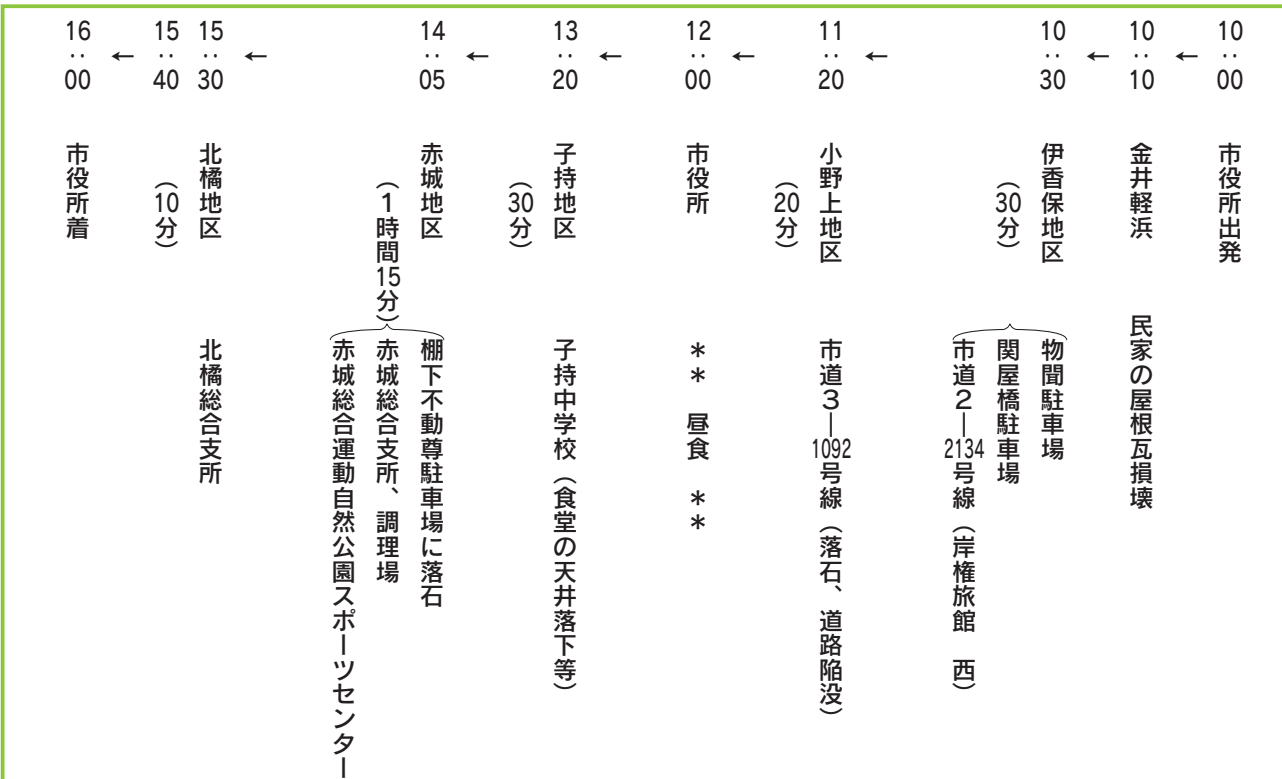 10:00 市役所出発
↓
10:10 金井軽浜 民家の屋根瓦損壊
↓
10:30 伊香保地区 物聞駐車場
(30分) 関屋橋駐車場
市道2―2134号線(岸権旅館 西)
↓
11:20 小野上地区 市道3―1092号線(落石、道路陥没)
(20分)
↓
12:00 市役所 ** 昼食 **
↓
13:20 子持地区 子持中学校(食堂の天井落下等)
(30分)
↓
14:05 赤城地区 棚下不動尊駐車場に落石
(1時間15分) 赤城総合支所、調理場
赤城総合運動自然公園スポーツセンター
↓
15:30 北橘地区 北橘総合支所
15:40 (10分)
↓
16:00 市役所着